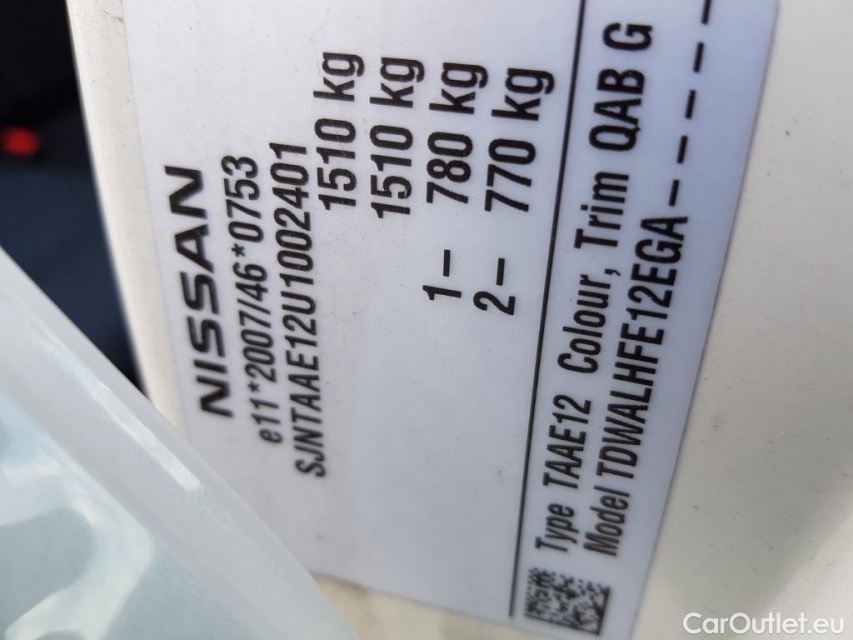 NISSAN
e11*2007/46*0753
SJNTAAE12U1002401
1510 kg
1510 kg
1– 780 kg
2– 770 kg
Type TAAE12 Colour, Trim QAB G
Model TDWALHFE12EGA-----
CarOutlet.eu